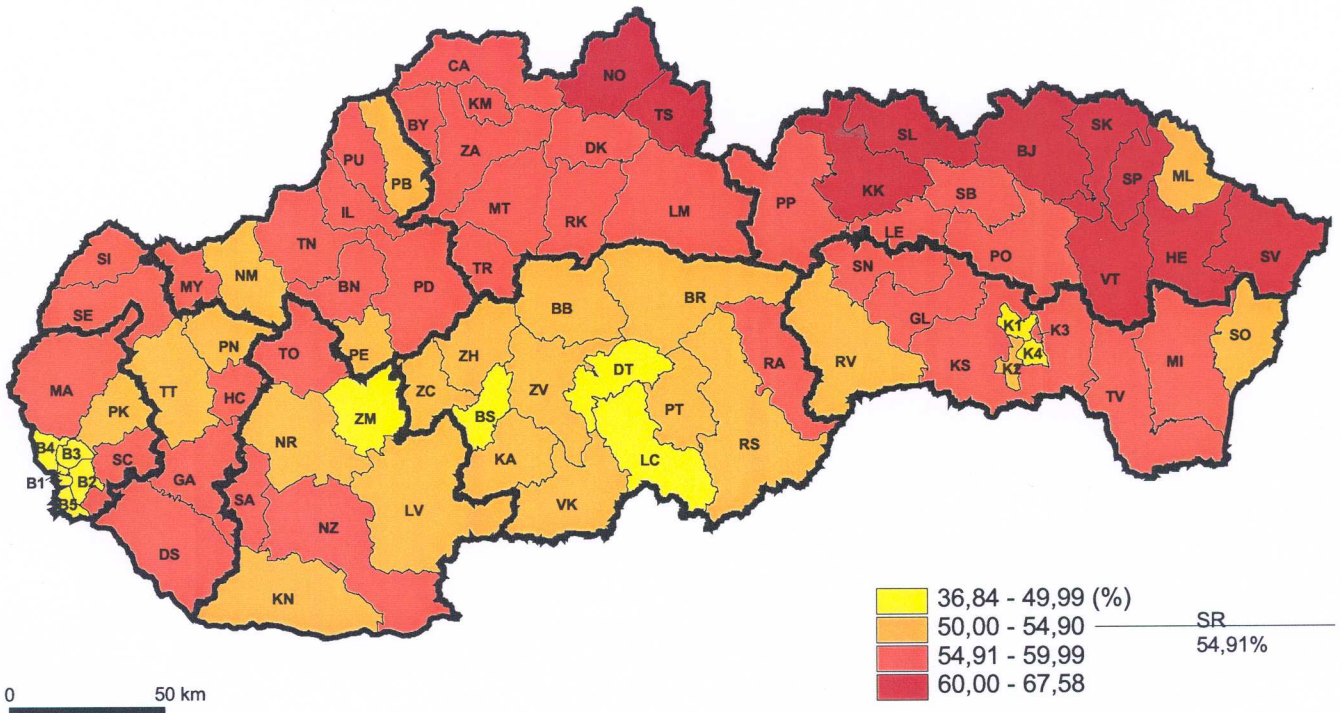 CA
NO
KM
TS
BY
SL
SK
PU
ZA
DK
BJ
SP
ML
PB
KK
SB
IL
MT
RK
LM
PP
TN
LE
SI
TR
PO
HE
SV
MY
NM
BN
PD
SN
VT
SE
BB
BR
GL
K1
K3
SO
PN
TO
PE
ZH
RA
RV
K4
MI
MA
TT
HC
ZC
ZV
DT
KS
K2
TV
PK
ZM
BS
PT
B4
B3
SC
NR
KA
LC
RS
B1
B2
GA
SA
B5
NZ
LV
VK
DS
KN
36,84 - 49,99 (%)
50,00 - 54,90
SR
54,91%
54,91 - 59,99
60,00 - 67,58
0 50 km